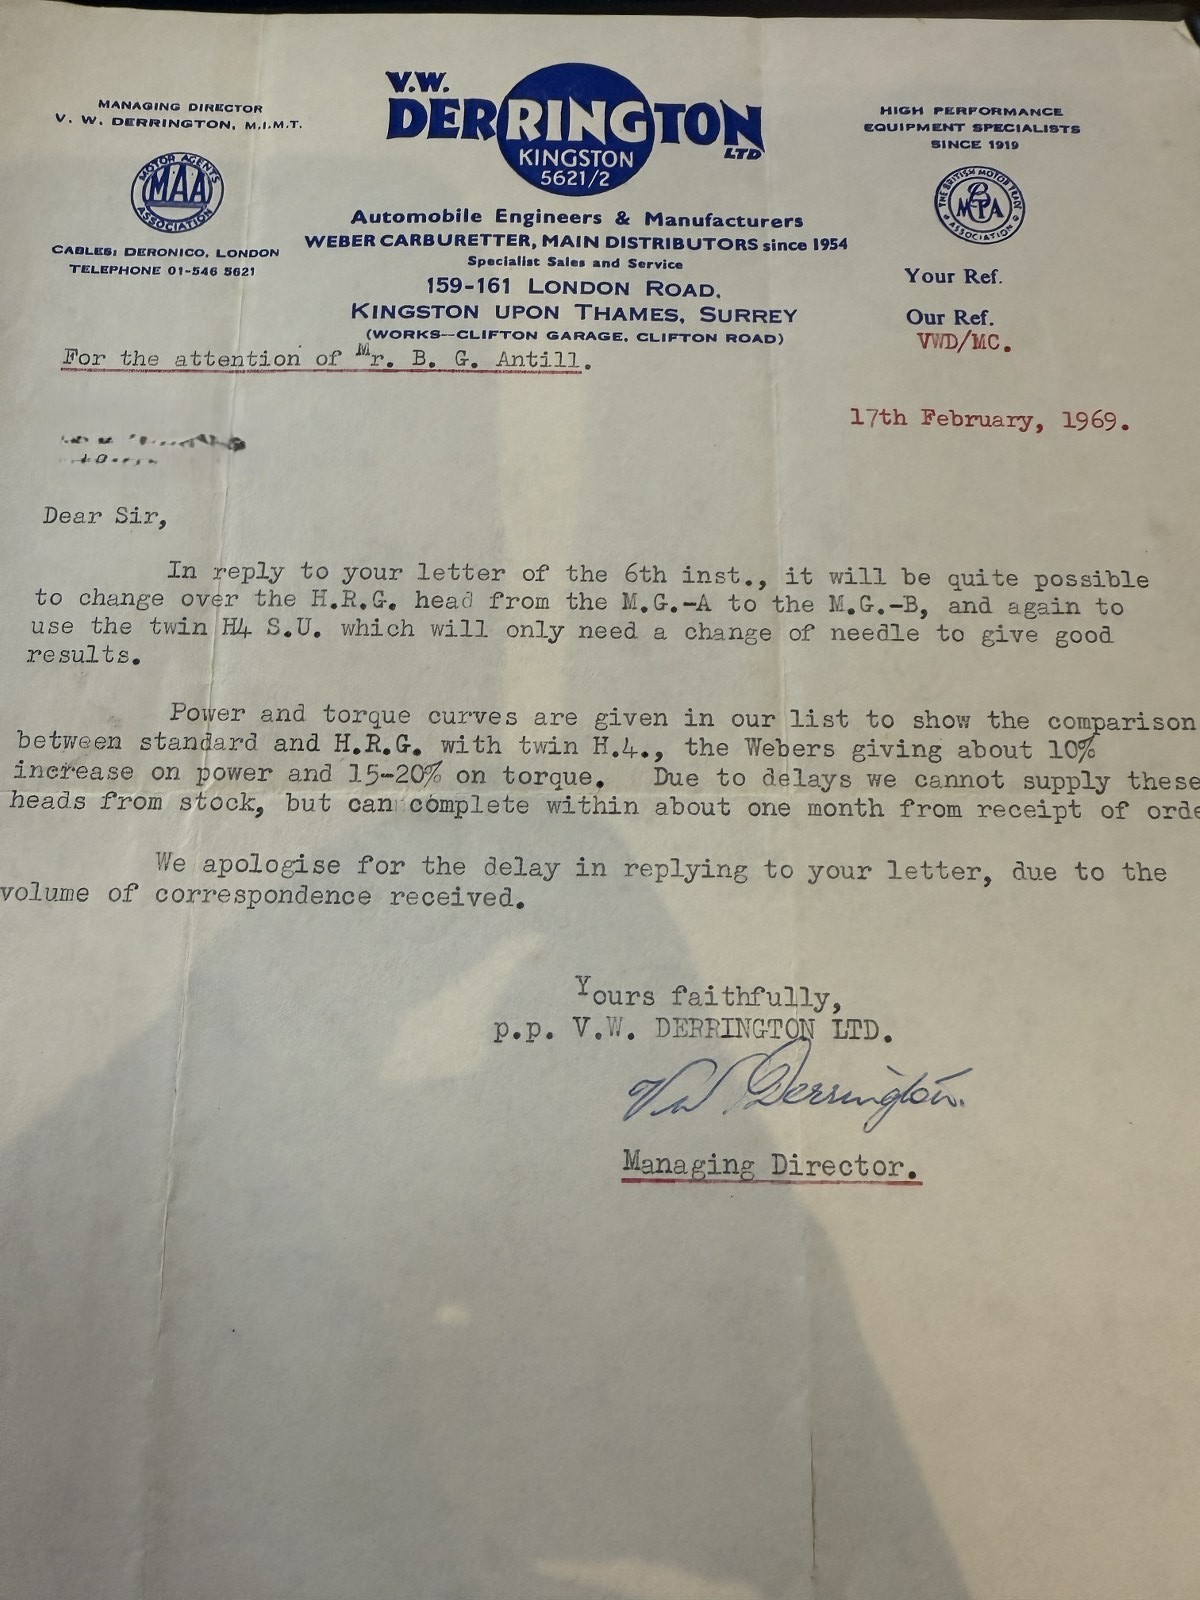 MANAGING DIRECTOR
V. W. DERRINGTON, M.I.M.T.
MOTOR AGENTS
MAA
ASSOCIATION
CABLES: DERONICO, LONDON
TELEPHONE 01-546 5621
V.W.
DERRINGTON
LTD
KINGSTON
5621/2
Automobile Engineers & Manufacturers
WEBER CARBURETTER, MAIN DISTRIBUTORS since 1954
Specialist Sales and Service
159-161 LONDON ROAD,
KINGSTON UPON THAMES, SURREY
(WORKS—CLIFTON GARAGE, CLIFTON ROAD)
HIGH PERFORMANCE
EQUIPMENT SPECIALISTS
SINCE 1919
THE BRITISH MOTOR TRADE
BMTA
ASSOCIATION
Your Ref.
Our Ref.
VWD/MC.
For the attention of Mr. B. G. Antill.
17th February, 1969.
Dear Sir,
In reply to your letter of the 6th inst., it will be quite possible
to change over the H.R.G. head from the M.G.-A to the M.G.-B, and again to
use the twin H4 S.U. which will only need a change of needle to give good
results.
Power and torque curves are given in our list to show the comparison
between standard and H.R.G. with twin H.4., the Webers giving about 10%
increase on power and 15-20% on torque. Due to delays we cannot supply these
heads from stock, but can complete within about one month from receipt of orde
We apologise for the delay in replying to your letter, due to the
volume of correspondence received.
Yours faithfully,
p.p. V.W. DERRINGTON LTD.
VW Derrington.
Managing Director.